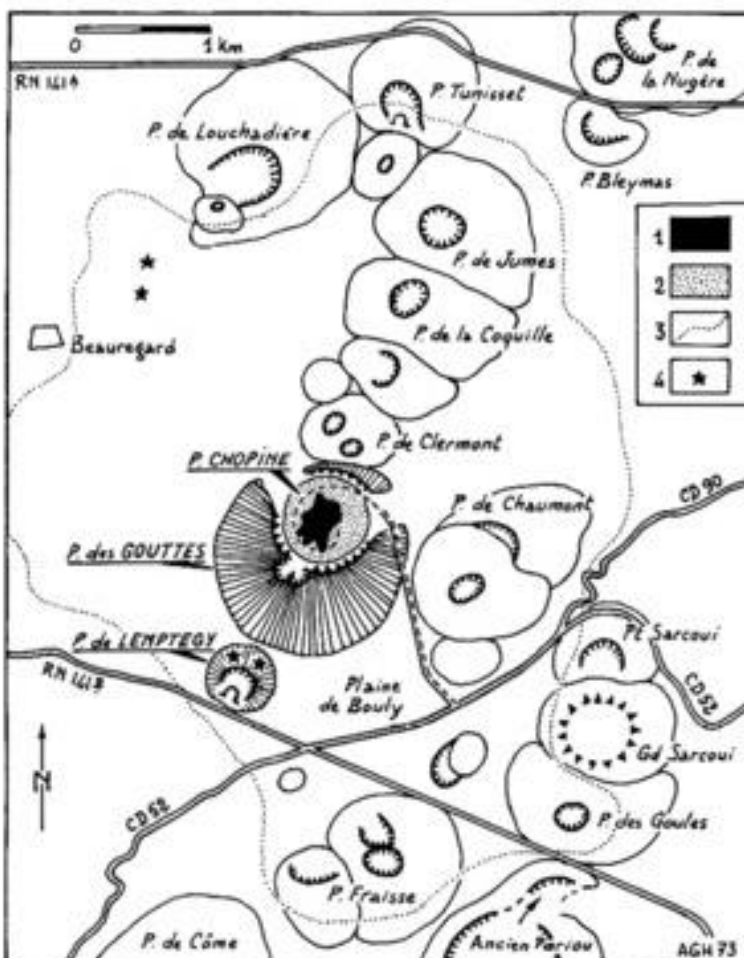 0 1 km
RN 141A
P. Tunisset
P. de la Nugère
P. de Louchadière
P. Bleymas
P. de Jumes
1
2
3
4
P. de la Coquille
Beauregard
P. de Clermont
P. CHOPINE
P. de Chaumont
CD 90
P. des GOUTTES
P. de LEMPTEGY
Pt Sarcoui
RN 141B
Plaine de Bouly
CD 52
Gd Sarcoui
N
CD 52
P. des Goules
P. Fraisse
P. de Côme
Ancien Pariou
AGH 73